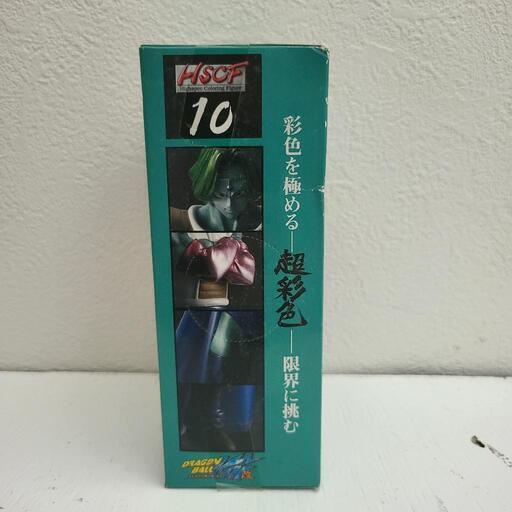 HSCF
Highspec Coloring Figure
10
彩色を極める―超彩色―限界に挑む
DRAGON
BALL
改